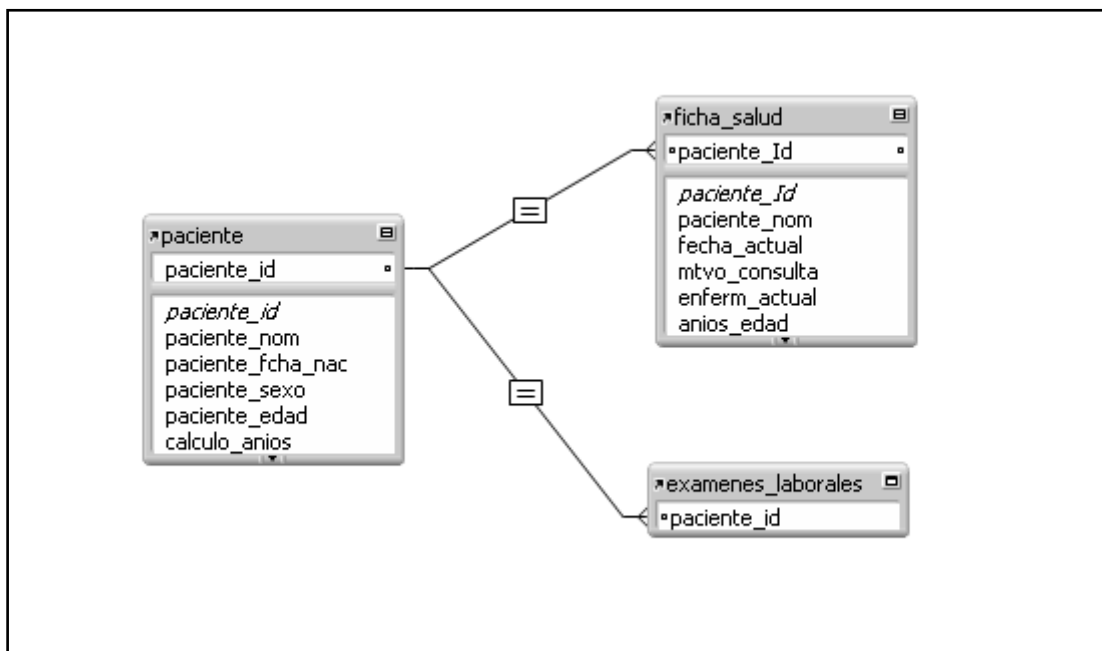 paciente
paciente_id
paciente_id
paciente_nom
paciente_fcha_nac
paciente_sexo
paciente_edad
calculo_anios
=
=
ficha_salud
paciente_Id
paciente_Id
paciente_nom
fecha_actual
mtvo_consulta
enferm_actual
anios_edad
examenes_laborales
paciente_id